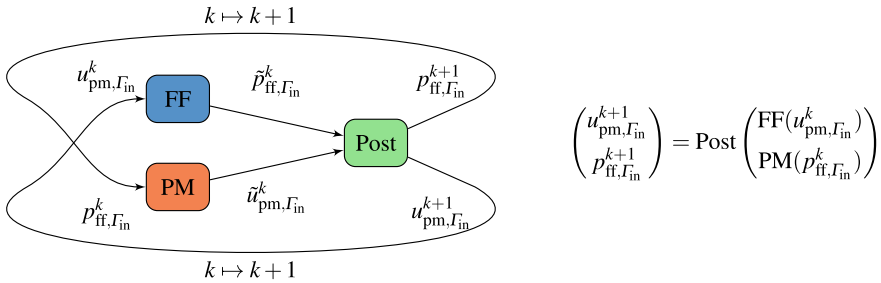 k ↦ k + 1
u^k_{pm,Γ_in}
p̃^k_{ff,Γ_in}
p^{k+1}_{ff,Γ_in}
FF
Post
PM
p^k_{ff,Γ_in}
ũ^k_{pm,Γ_in}
u^{k+1}_{pm,Γ_in}
k ↦ k + 1
(u^{k+1}_{pm,Γ_in} p^{k+1}_{ff,Γ_in}) = Post (FF(u^k_{pm,Γ_in}) PM(p^k_{ff,Γ_in}))